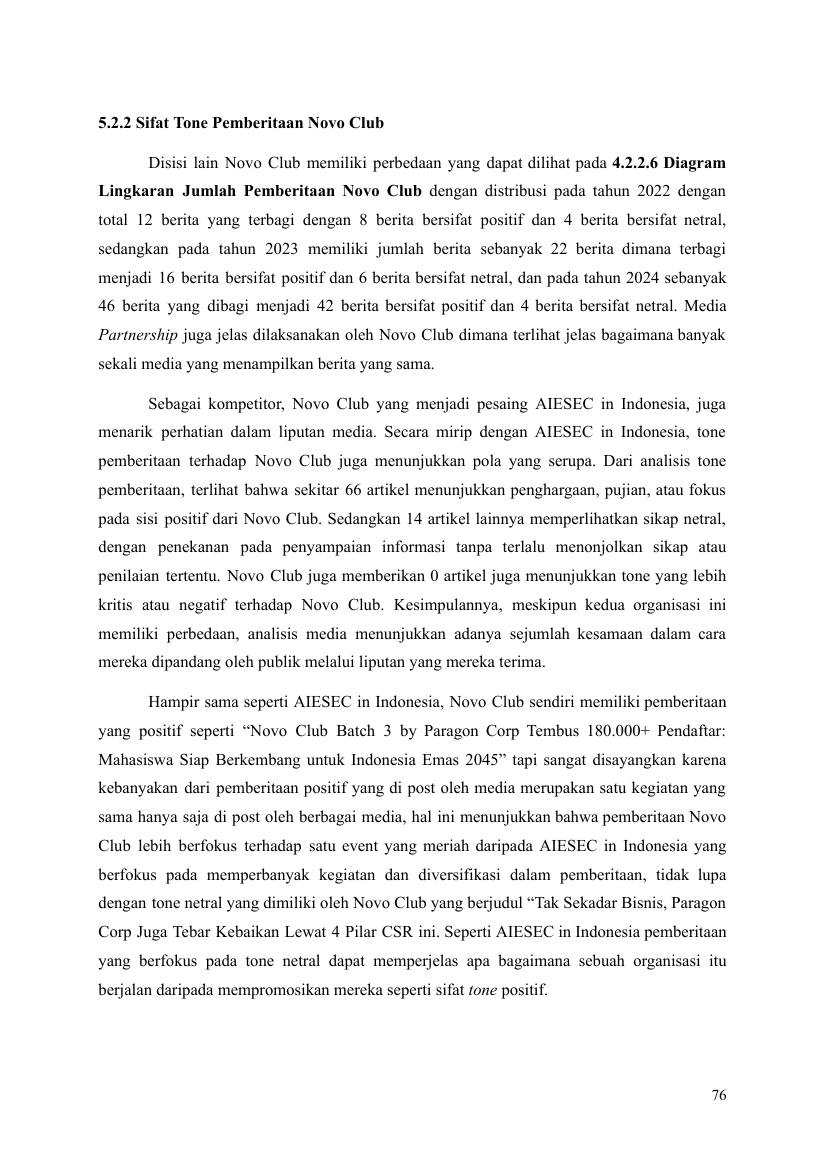 5.2.2 Sifat Tone Pemberitaan Novo Club
Disisi lain Novo Club memiliki perbedaan yang dapat dilihat pada 4.2.2.6 Diagram
Lingkaran Jumlah Pemberitaan Novo Club dengan distribusi pada tahun 2022 dengan
total 12 berita yang terbagi dengan 8 berita bersifat positif dan 4 berita bersifat netral,
sedangkan pada tahun 2023 memiliki jumlah berita sebanyak 22 berita dimana terbagi
menjadi 16 berita bersifat positif dan 6 berita bersifat netral, dan pada tahun 2024 sebanyak
46 berita yang dibagi menjadi 42 berita bersifat positif dan 4 berita bersifat netral. Media
Partnership juga jelas dilaksanakan oleh Novo Club dimana terlihat jelas bagaimana banyak
sekali media yang menampilkan berita yang sama.
Sebagai kompetitor, Novo Club yang menjadi pesaing AIESEC in Indonesia, juga
menarik perhatian dalam liputan media. Secara mirip dengan AIESEC in Indonesia, tone
pemberitaan terhadap Novo Club juga menunjukkan pola yang serupa. Dari analisis tone
pemberitaan, terlihat bahwa sekitar 66 artikel menunjukkan penghargaan, pujian, atau fokus
pada sisi positif dari Novo Club. Sedangkan 14 artikel lainnya memperlihatkan sikap netral,
dengan penekanan pada penyampaian informasi tanpa terlalu menonjolkan sikap atau
penilaian tertentu. Novo Club juga memberikan 0 artikel juga menunjukkan tone yang lebih
kritis atau negatif terhadap Novo Club. Kesimpulannya, meskipun kedua organisasi ini
memiliki perbedaan, analisis media menunjukkan adanya sejumlah kesamaan dalam cara
mereka dipandang oleh publik melalui liputan yang mereka terima.
Hampir sama seperti AIESEC in Indonesia, Novo Club sendiri memiliki pemberitaan
yang positif seperti “Novo Club Batch 3 by Paragon Corp Tembus 180.000+ Pendaftar:
Mahasiswa Siap Berkembang untuk Indonesia Emas 2045” tapi sangat disayangkan karena
kebanyakan dari pemberitaan positif yang di post oleh media merupakan satu kegiatan yang
sama hanya saja di post oleh berbagai media, hal ini menunjukkan bahwa pemberitaan Novo
Club lebih berfokus terhadap satu event yang meriah daripada AIESEC in Indonesia yang
berfokus pada memperbanyak kegiatan dan diversifikasi dalam pemberitaan, tidak lupa
dengan tone netral yang dimiliki oleh Novo Club yang berjudul “Tak Sekadar Bisnis, Paragon
Corp Juga Tebar Kebaikan Lewat 4 Pilar CSR ini. Seperti AIESEC in Indonesia pemberitaan
yang berfokus pada tone netral dapat memperjelas apa bagaimana sebuah organisasi itu
berjalan daripada mempromosikan mereka seperti sifat tone positif.
76